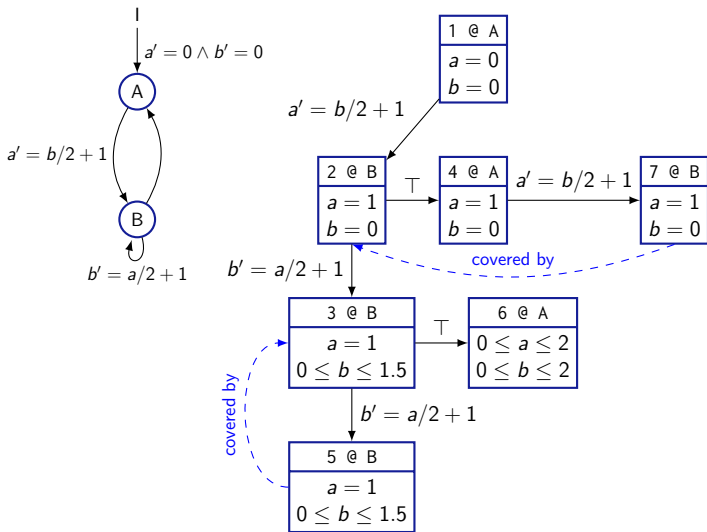 I
a′ = 0 ∧ b′ = 0
A
a′ = b/2 + 1
B
b′ = a/2 + 1
1 @ A
a = 0
b = 0
a′ = b/2 + 1
2 @ B
a = 1
b = 0
⊤
4 @ A
a = 1
b = 0
a′ = b/2 + 1
7 @ B
a = 1
b = 0
covered by
b′ = a/2 + 1
3 @ B
a = 1
0 ≤ b ≤ 1.5
⊤
6 @ A
0 ≤ a ≤ 2
0 ≤ b ≤ 2
covered by
b′ = a/2 + 1
5 @ B
a = 1
0 ≤ b ≤ 1.5